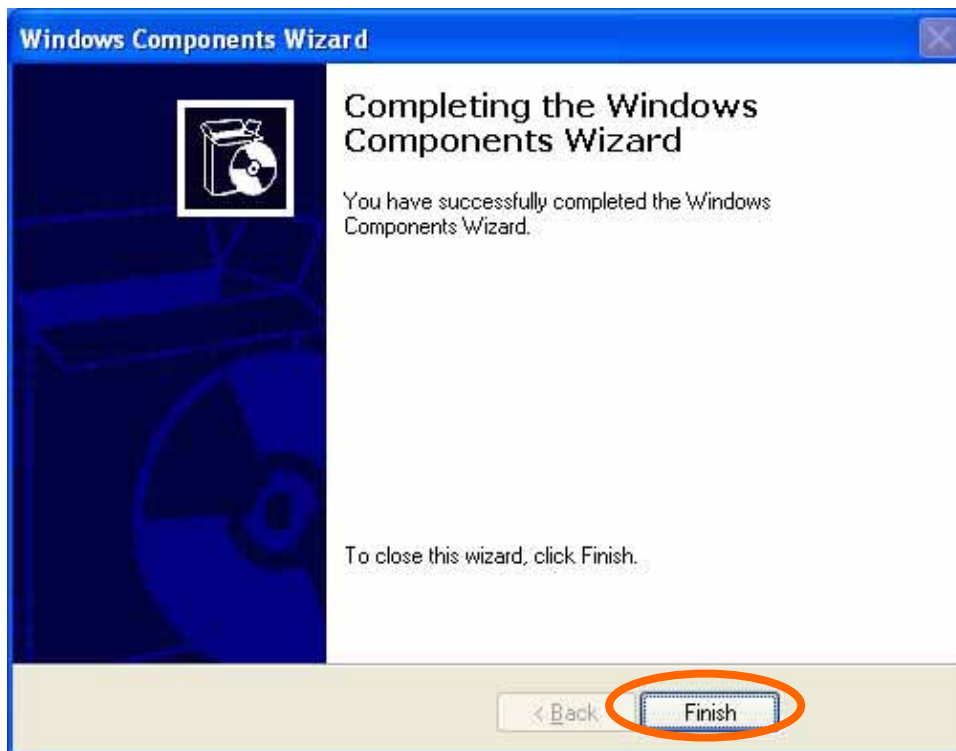 Windows Components Wizard
Completing the Windows
Components Wizard
You have successfully completed the Windows
Components Wizard.
To close this wizard, click Finish.
< Back
Finish